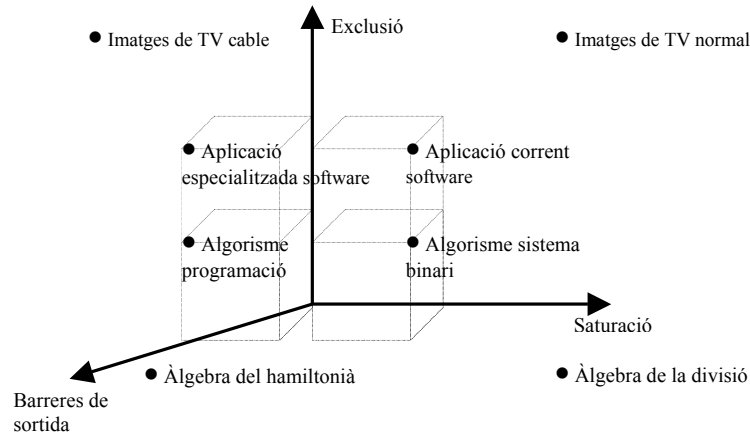 Exclusió
Imatges de TV cable
Imatges de TV normal
Aplicació
especialitzada software
Aplicació corrent
software
Algorisme
programació
Algorisme sistema
binari
Saturació
Àlgebra del hamiltonià
Àlgebra de la divisió
Barreres de
sortida